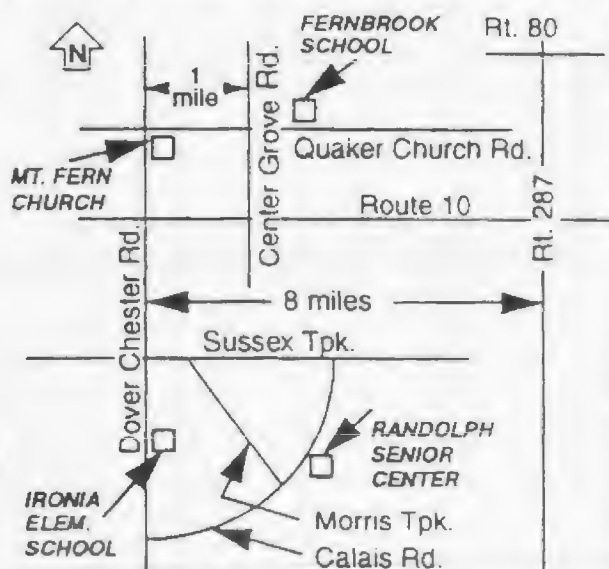 FERNBROOK
SCHOOL
Rt. 80
N
1
mile
Center Grove Rd.
Quaker Church Rd.
MT. FERN
CHURCH
Route 10
Rt. 287
Dover Chester Rd.
8 miles
Sussex Tpk.
RANDOLPH
SENIOR
CENTER
IRONIA
ELEM.
SCHOOL
Morris Tpk.
Calais Rd.